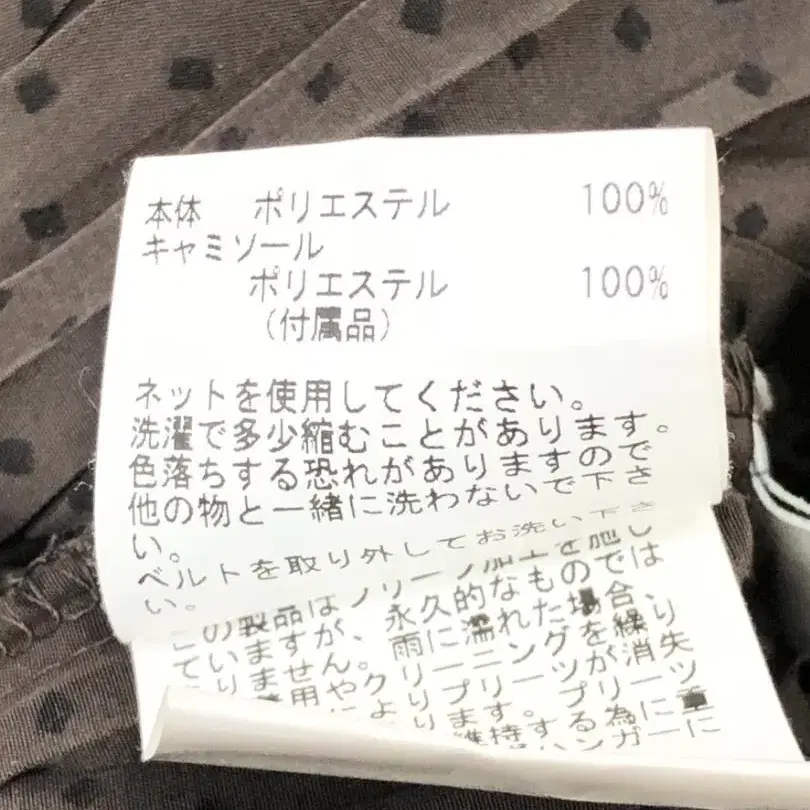 本体 ポリエステル 100%
キャミソール
ポリエステル 100%
(付属品)
ネットを使用してください。
洗濯で多少縮むことがあります。
色落ちする恐れがありますので
他の物と一緒に洗わないで下さ
い。
ベルトを取り外してお洗い下さ
い。
この製品はプリーツ加工を施し
ていますが、永久的なものでは
ありません。雨に濡れた場合、
着用やクリーニングを繰り
より プリーツが消失
ります。プリーツ
維持する為に重
ハンガーに